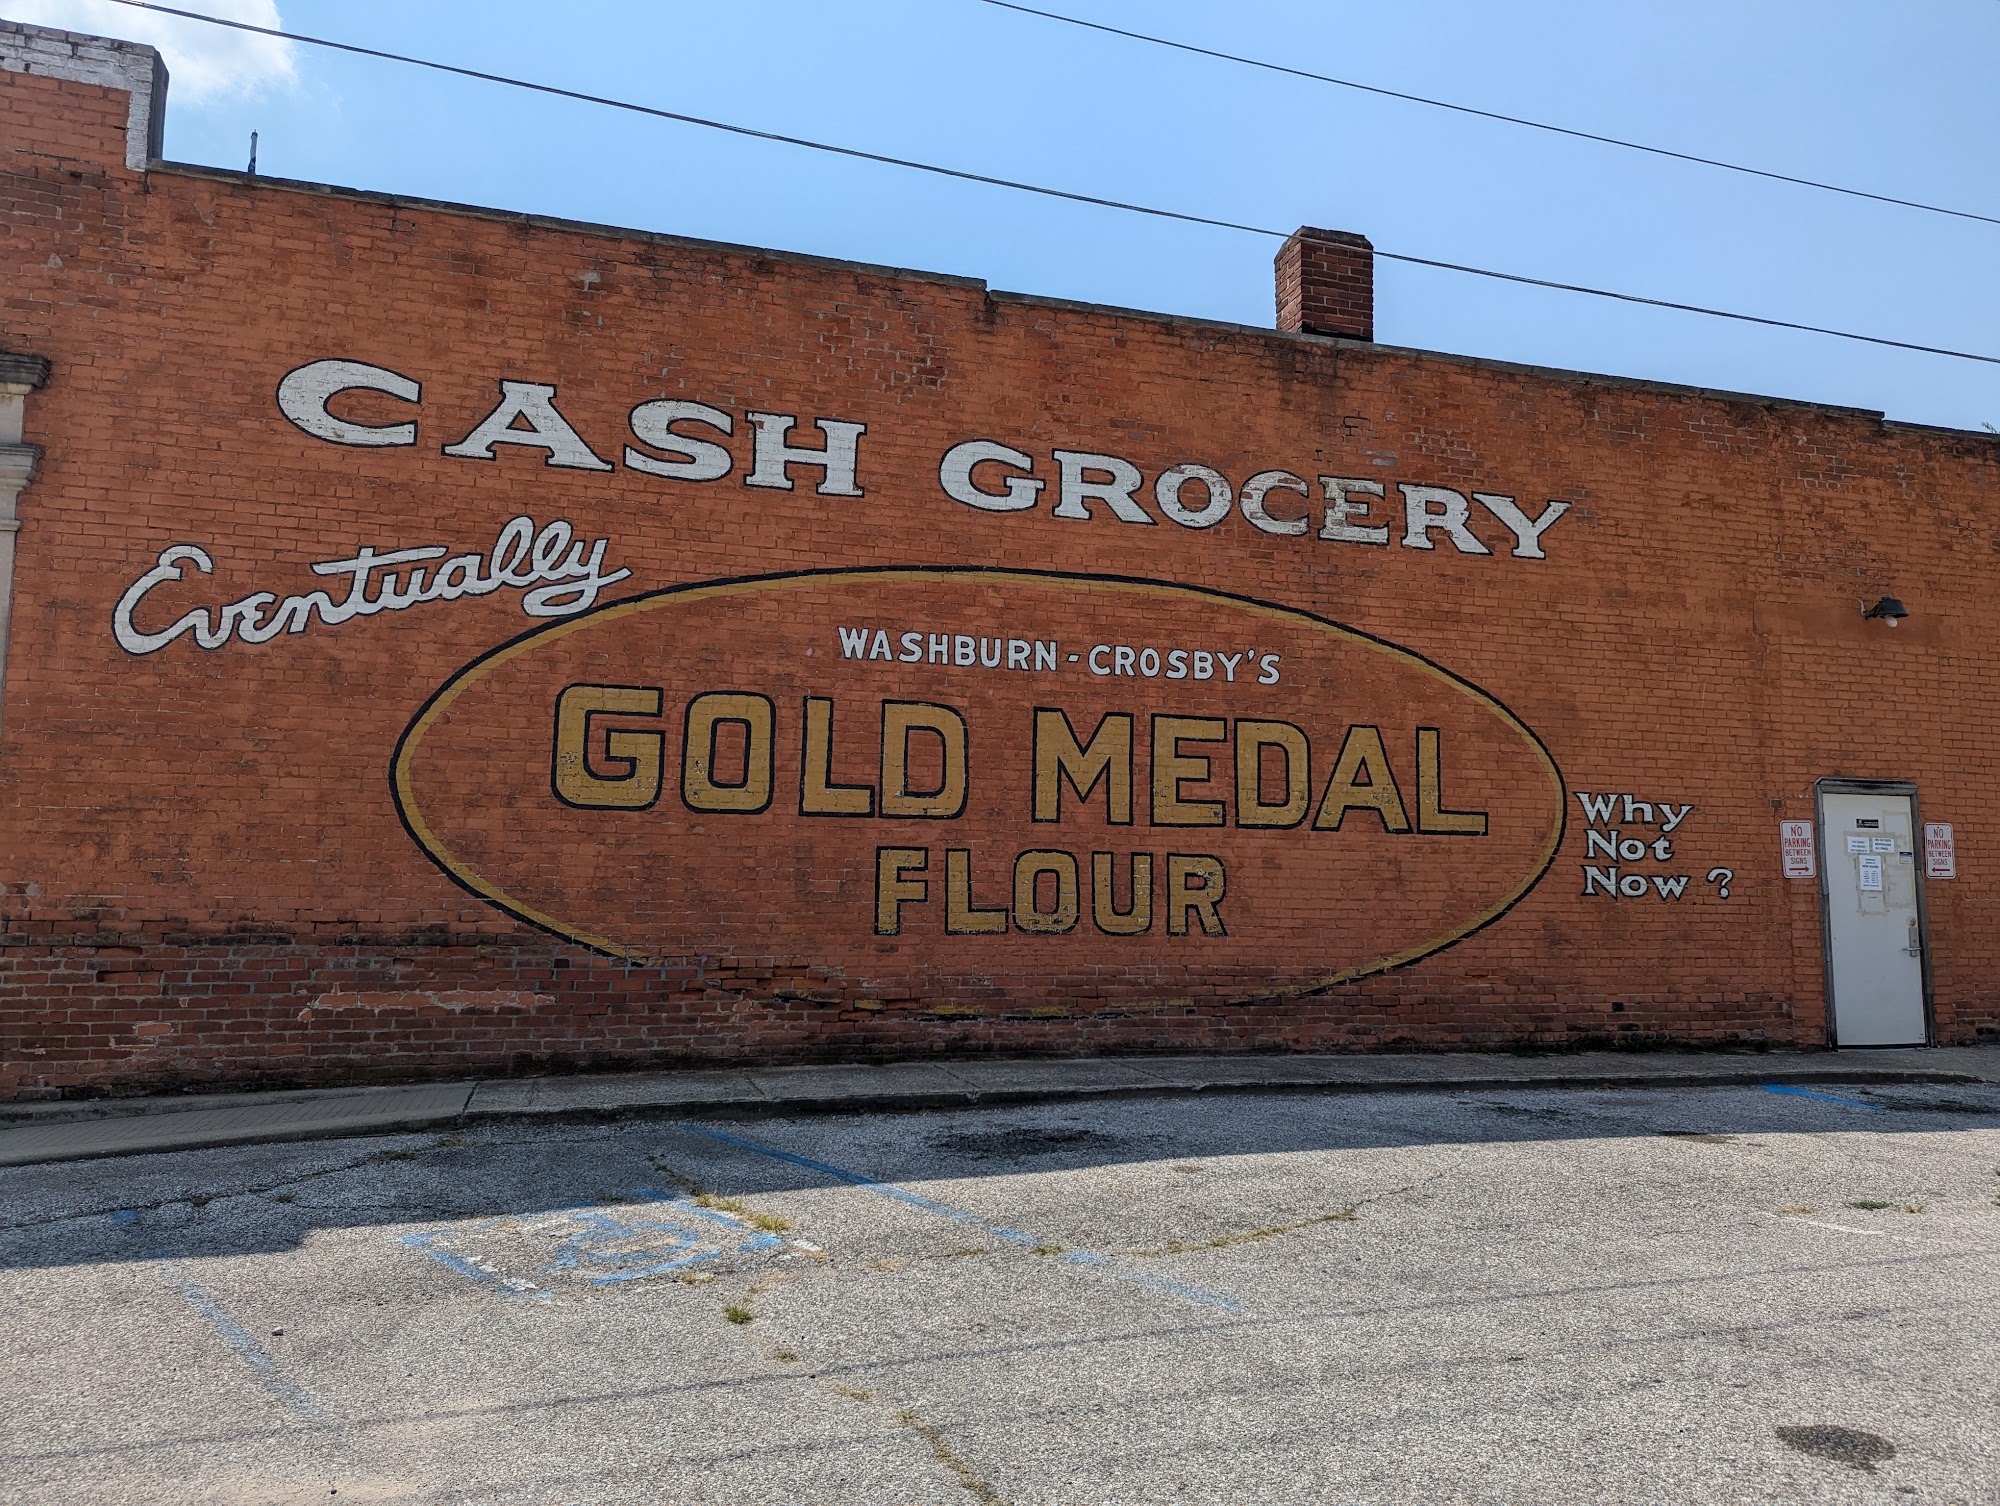 CASH GROCERY
Eventually
WASHBURN-CROSBY'S
GOLD MEDAL
FLOUR
Why
Not
Now?
NO
PARKING
BETWEEN
SIGNS
NO
PARKING
BETWEEN
SIGNS